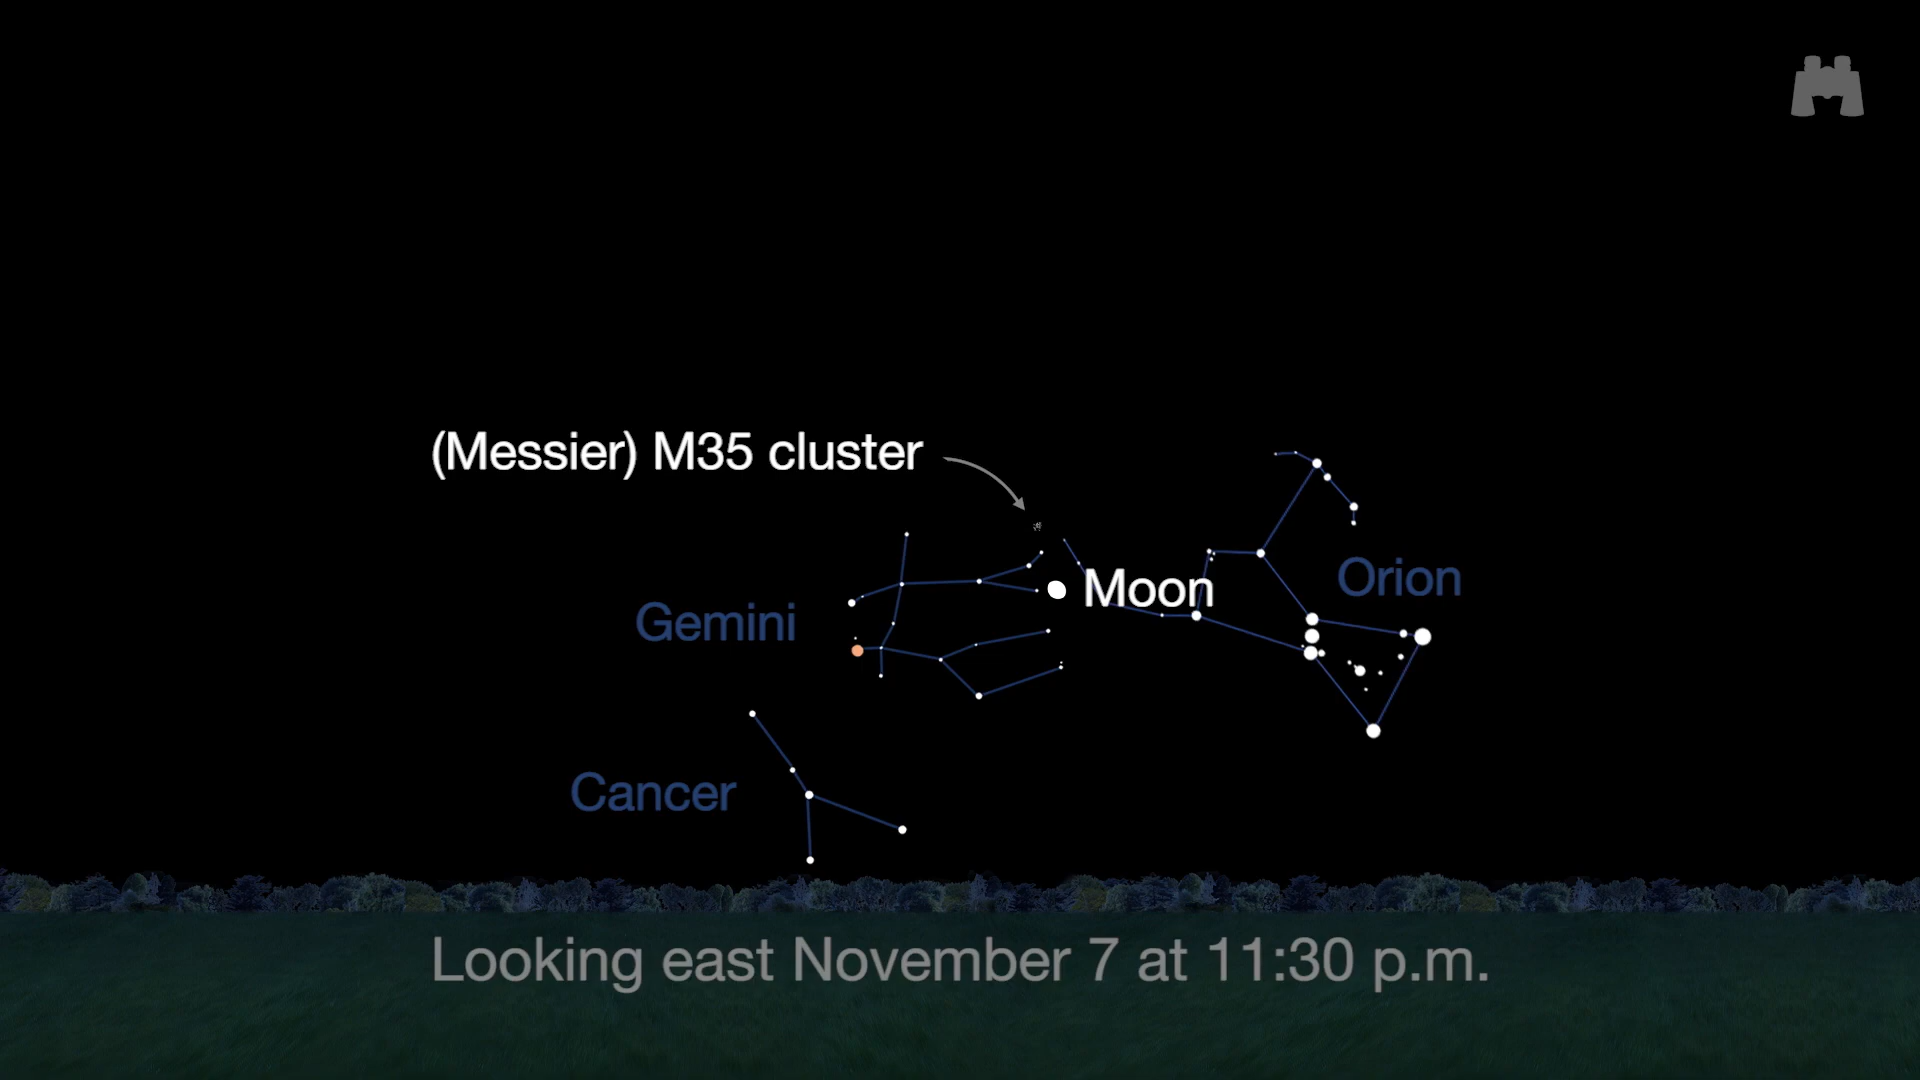 (Messier) M35 cluster
Moon
Orion
Gemini
Cancer
Looking east November 7 at 11:30 p.m.